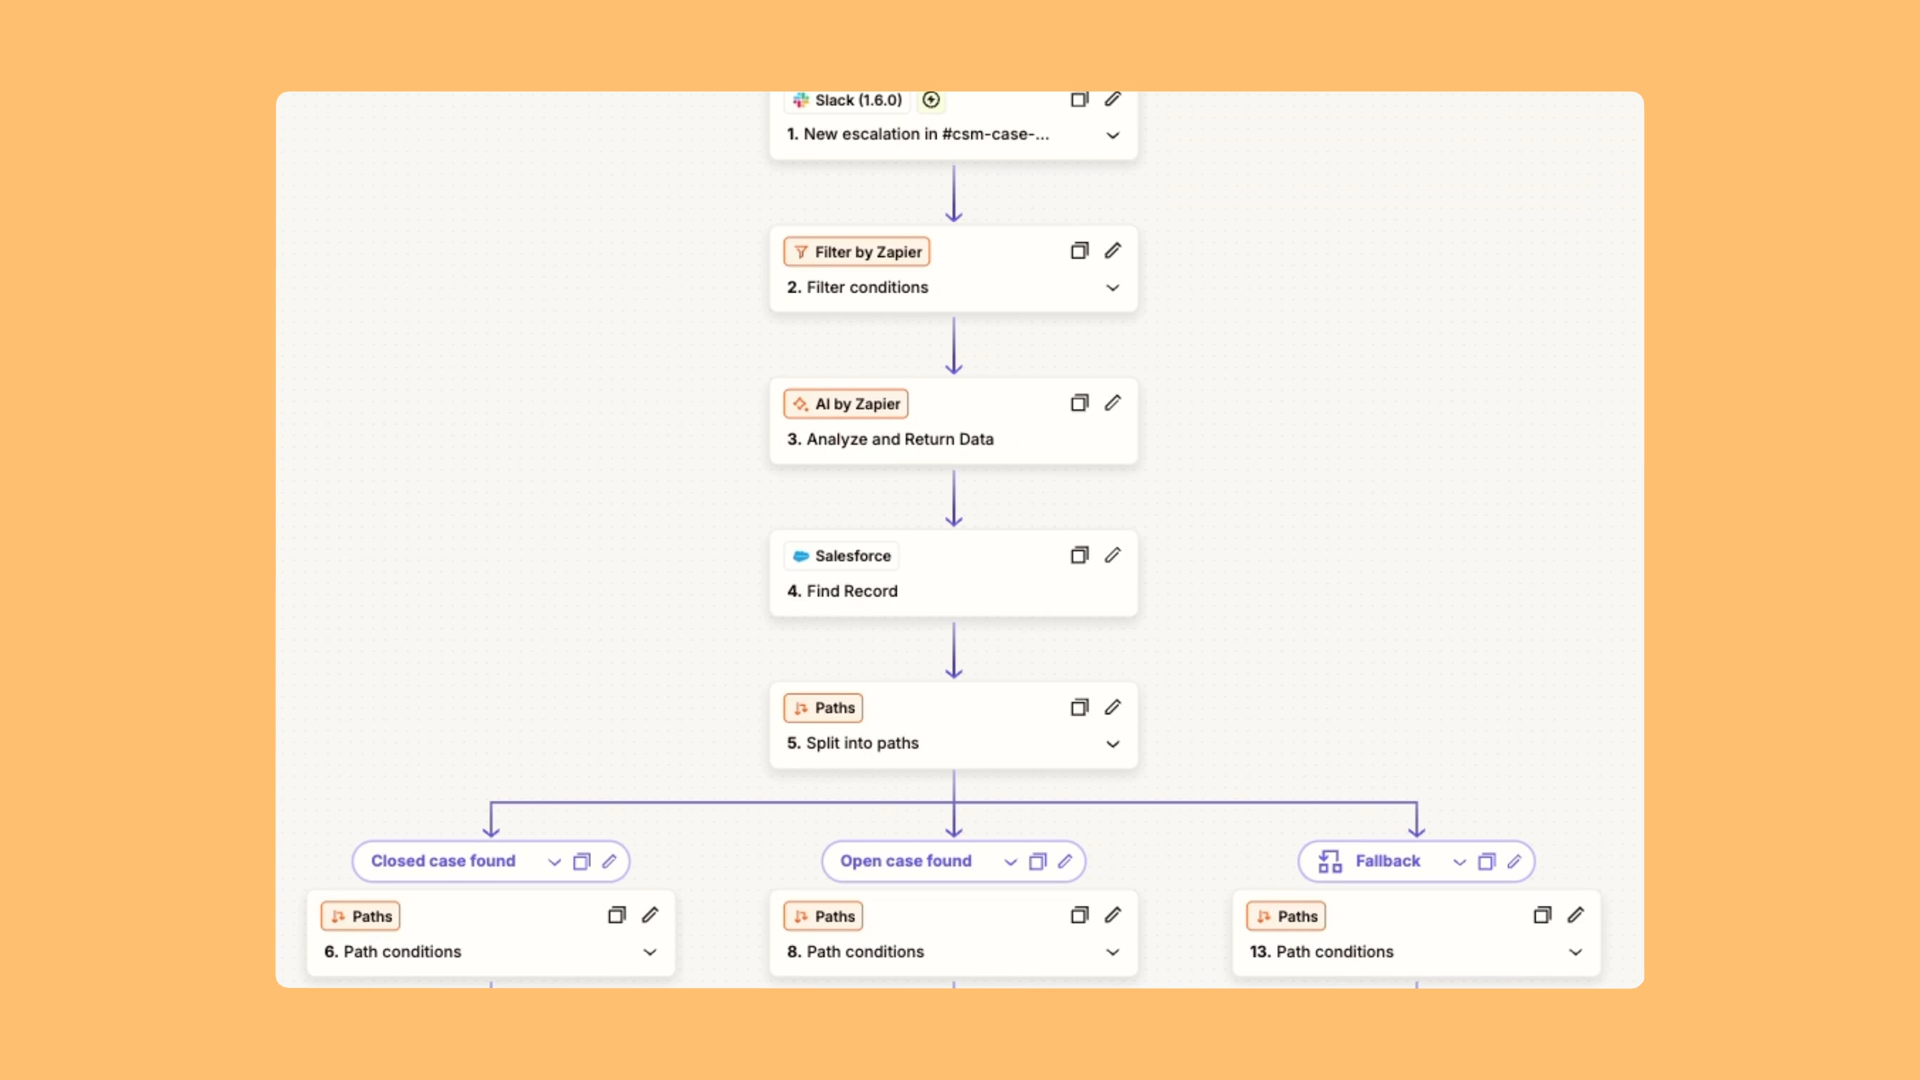 Slack (1.6.0)
1. New escalation in #csm-case-...
Filter by Zapier
2. Filter conditions
AI by Zapier
3. Analyze and Return Data
Salesforce
4. Find Record
Paths
5. Split into paths
Closed case found
Open case found
Fallback
Paths
6. Path conditions
Paths
8. Path conditions
Paths
13. Path conditions